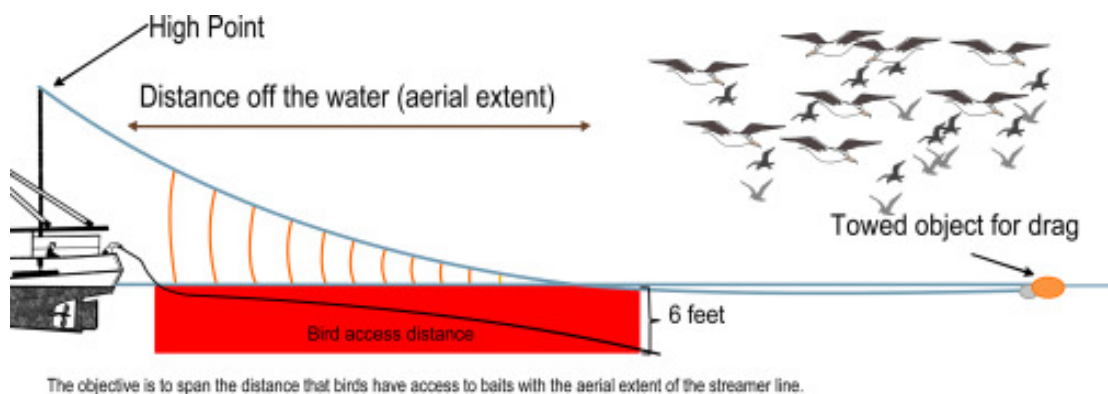 High Point
Distance off the water (aerial extent)
Towed object for drag
6 feet
Bird access distance
The objective is to span the distance that birds have access to baits with the aerial extent of the streamer line.